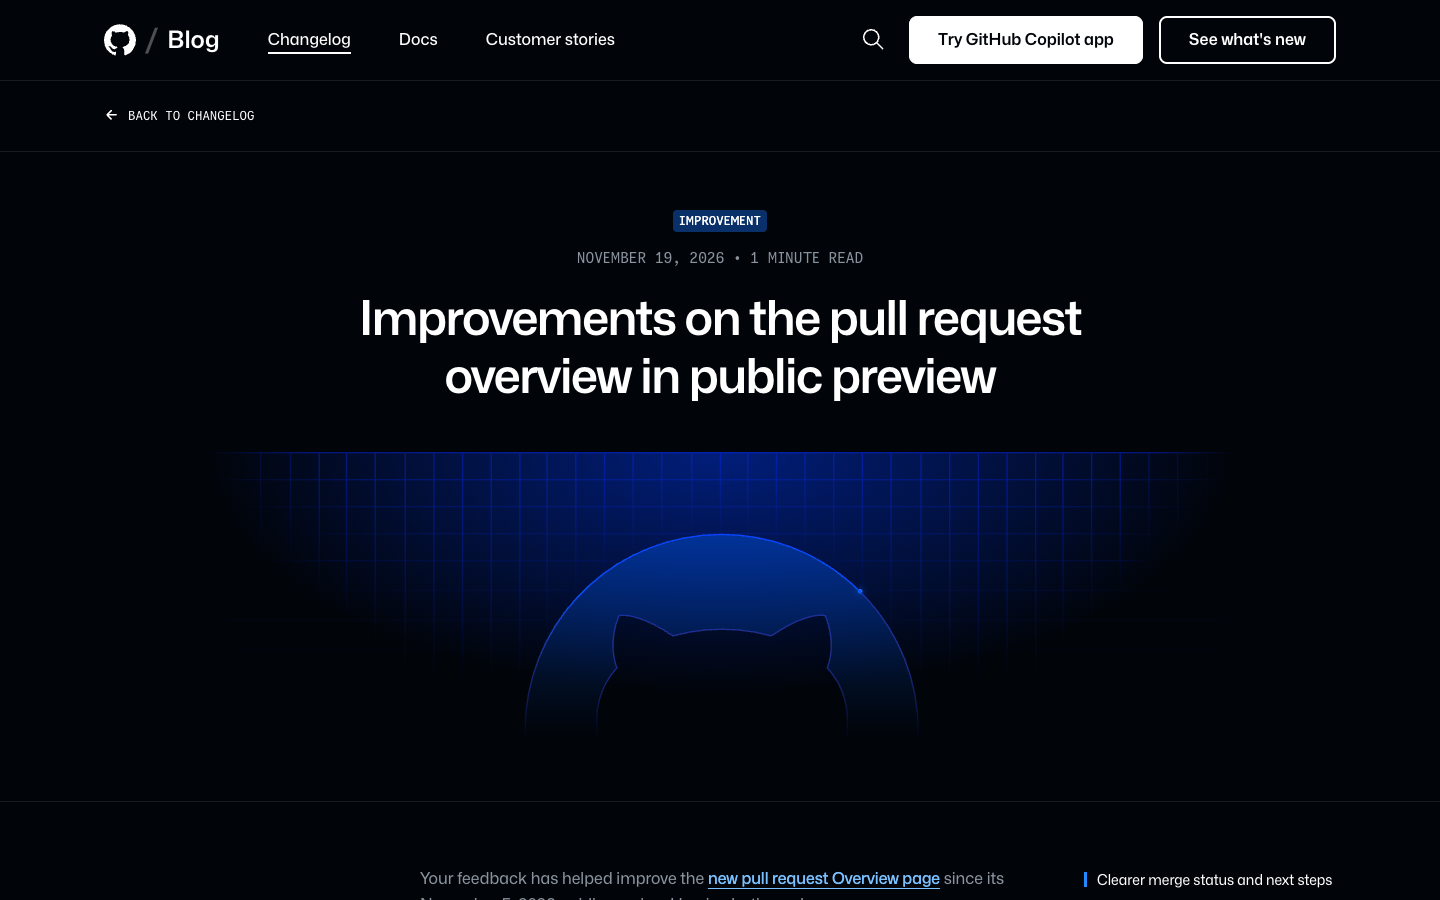 / Blog
Changelog
Docs
Customer stories
Try GitHub Copilot app
See what's new
BACK TO CHANGELOG
IMPROVEMENT
NOVEMBER 19, 2026 • 1 MINUTE READ
Improvements on the pull request
overview in public preview
Your feedback has helped improve the new pull request Overview page since its
Clearer merge status and next steps